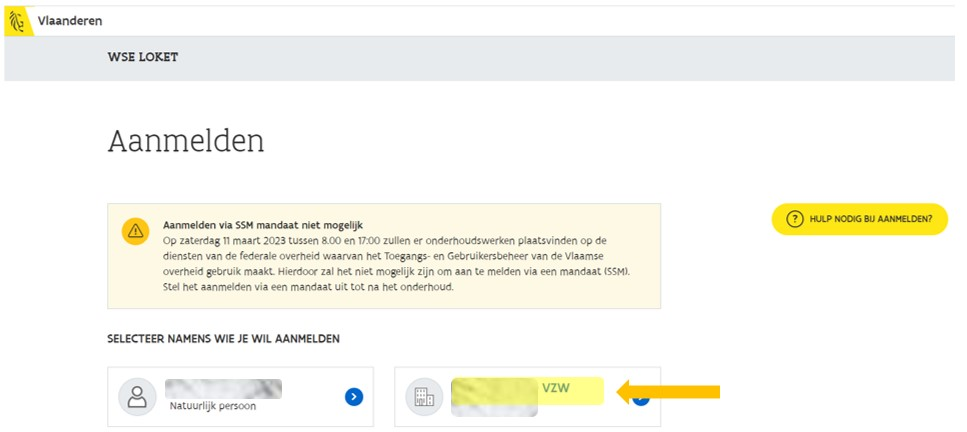 Vlaanderen
WSE LOKET
Aanmelden
Aanmelden via SSM mandaat niet mogelijk
Op zaterdag 11 maart 2023 tussen 8.00 en 17:00 zullen er onderhoudswerken plaatsvinden op de
diensten van de federale overheid waarvan het Toegangs- en Gebruikersbeheer van de Vlaamse
overheid gebruik maakt. Hierdoor zal het niet mogelijk zijn om aan te melden via een mandaat (SSM).
Stel het aanmelden via een mandaat uit tot na het onderhoud.
HULP NODIG BIJ AANMELDEN?
SELECTEER NAMENS WIE JE WIL AANMELDEN
Natuurlijk persoon
VZW